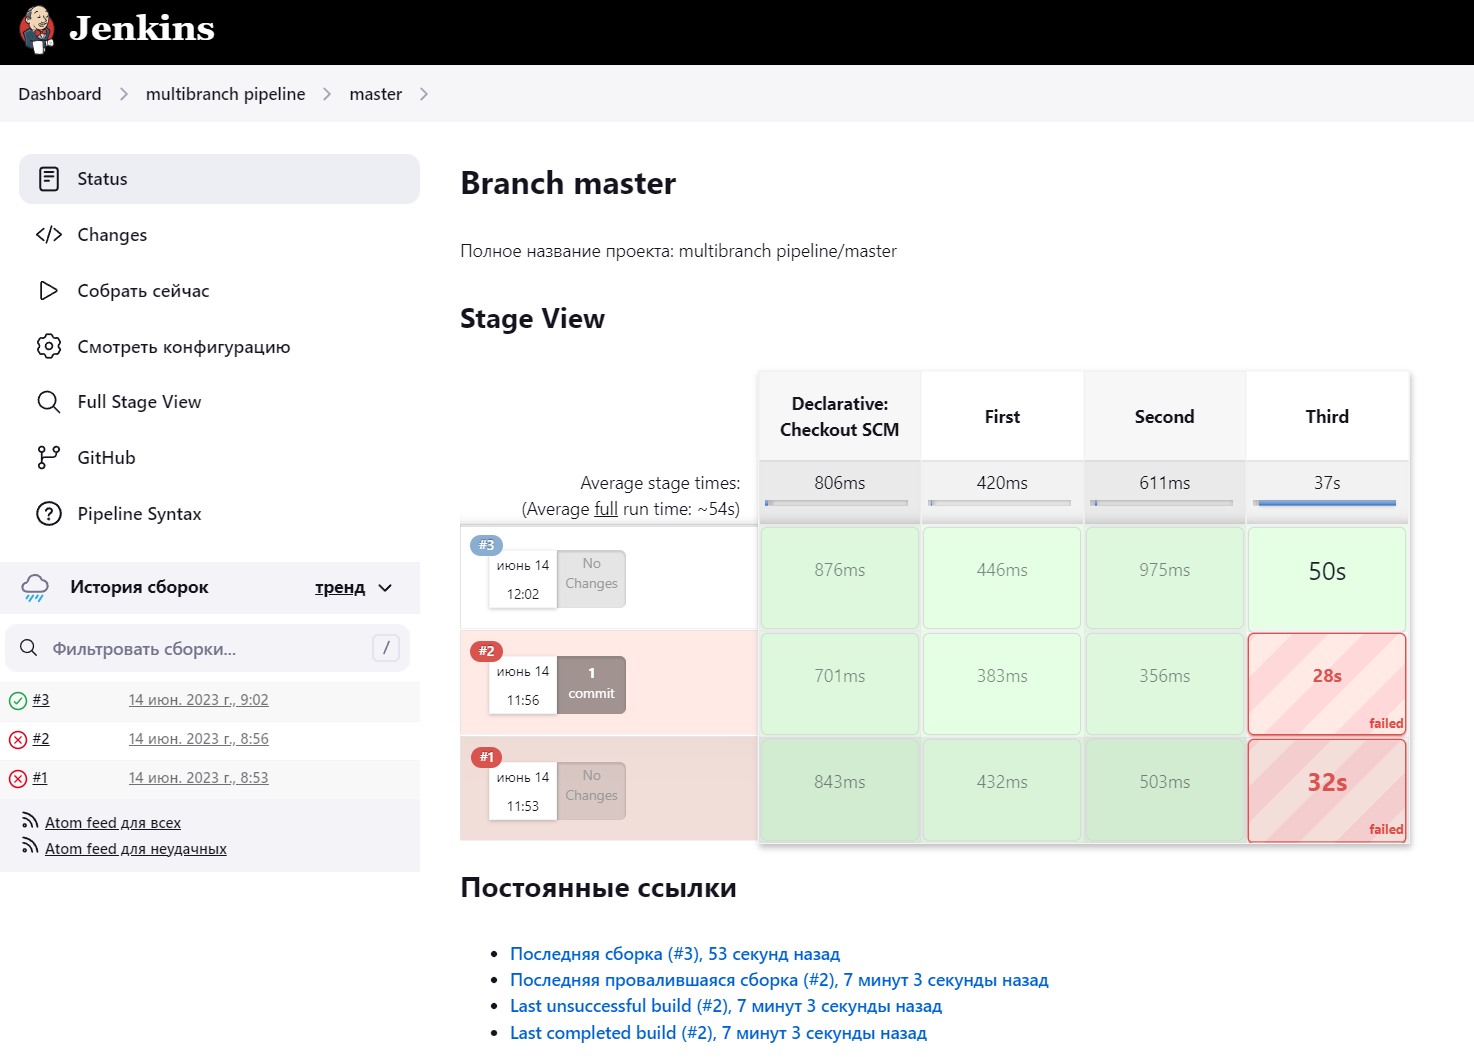 Jenkins
Dashboard
multibranch pipeline
master
Status
Changes
Собрать сейчас
Смотреть конфигурацию
Full Stage View
GitHub
Pipeline Syntax
История сборок
тренд
Фильтровать сборки...
/
#3
14 июн. 2023 г., 9:02
#2
14 июн. 2023 г., 8:56
#1
14 июн. 2023 г., 8:53
Atom feed для всех
Atom feed для неудачных
Branch master
Полное название проекта: multibranch pipeline/master
Stage View
Declarative:
Checkout SCM
First
Second
Third
Average stage times:
(Average full run time: ~54s)
806ms
420ms
611ms
37s
#3
июнь 14
12:02
No
Changes
876ms
446ms
975ms
50s
#2
июнь 14
11:56
1
commit
701ms
383ms
356ms
28s
failed
#1
июнь 14
11:53
No
Changes
843ms
432ms
503ms
32s
failed
Постоянные ссылки
Последняя сборка (#3), 53 секунд назад
Последняя провалившаяся сборка (#2), 7 минут 3 секунды назад
Last unsuccessful build (#2), 7 минут 3 секунды назад
Last completed build (#2), 7 минут 3 секунды назад